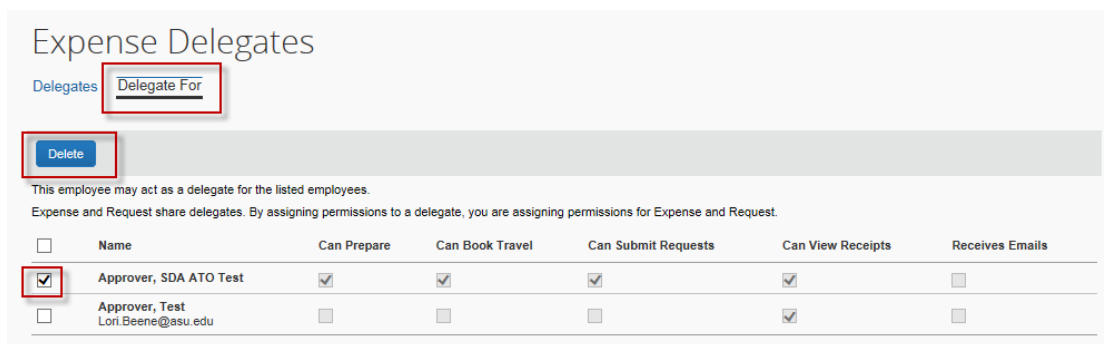 Expense Delegates
Delegates Delegate For
Delete
This employee may act as a delegate for the listed employees.
Expense and Request share delegates. By assigning permissions to a delegate, you are assigning permissions for Expense and Request.
Name Can Prepare Can Book Travel Can Submit Requests Can View Receipts Receives Emails
Approver, SDA ATO Test
Approver, Test
Lori.Beene@asu.edu